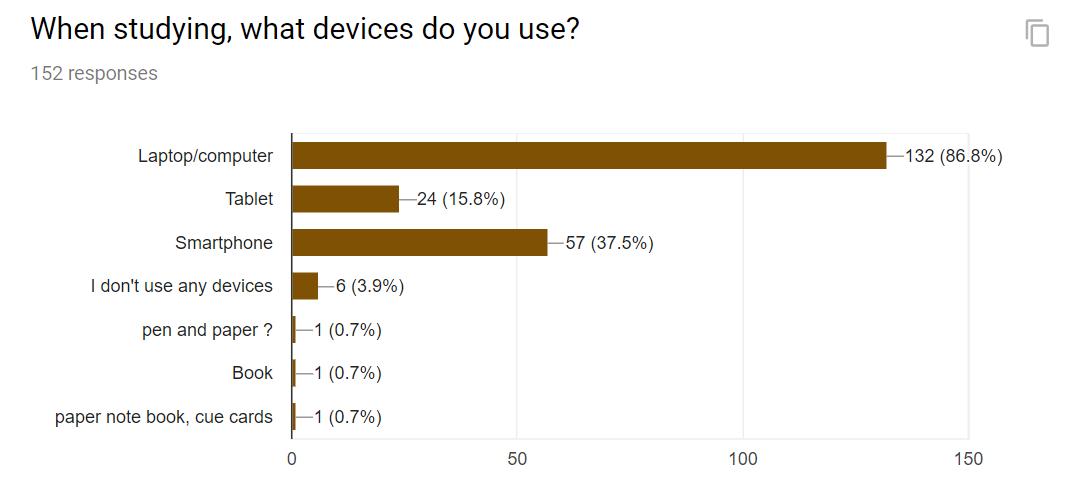 When studying, what devices do you use?
152 responses
Laptop/computer 132 (86.8%)
Tablet 24 (15.8%)
Smartphone 57 (37.5%)
I don't use any devices 6 (3.9%)
pen and paper ? 1 (0.7%)
Book 1 (0.7%)
paper note book, cue cards 1 (0.7%)
0 50 100 150